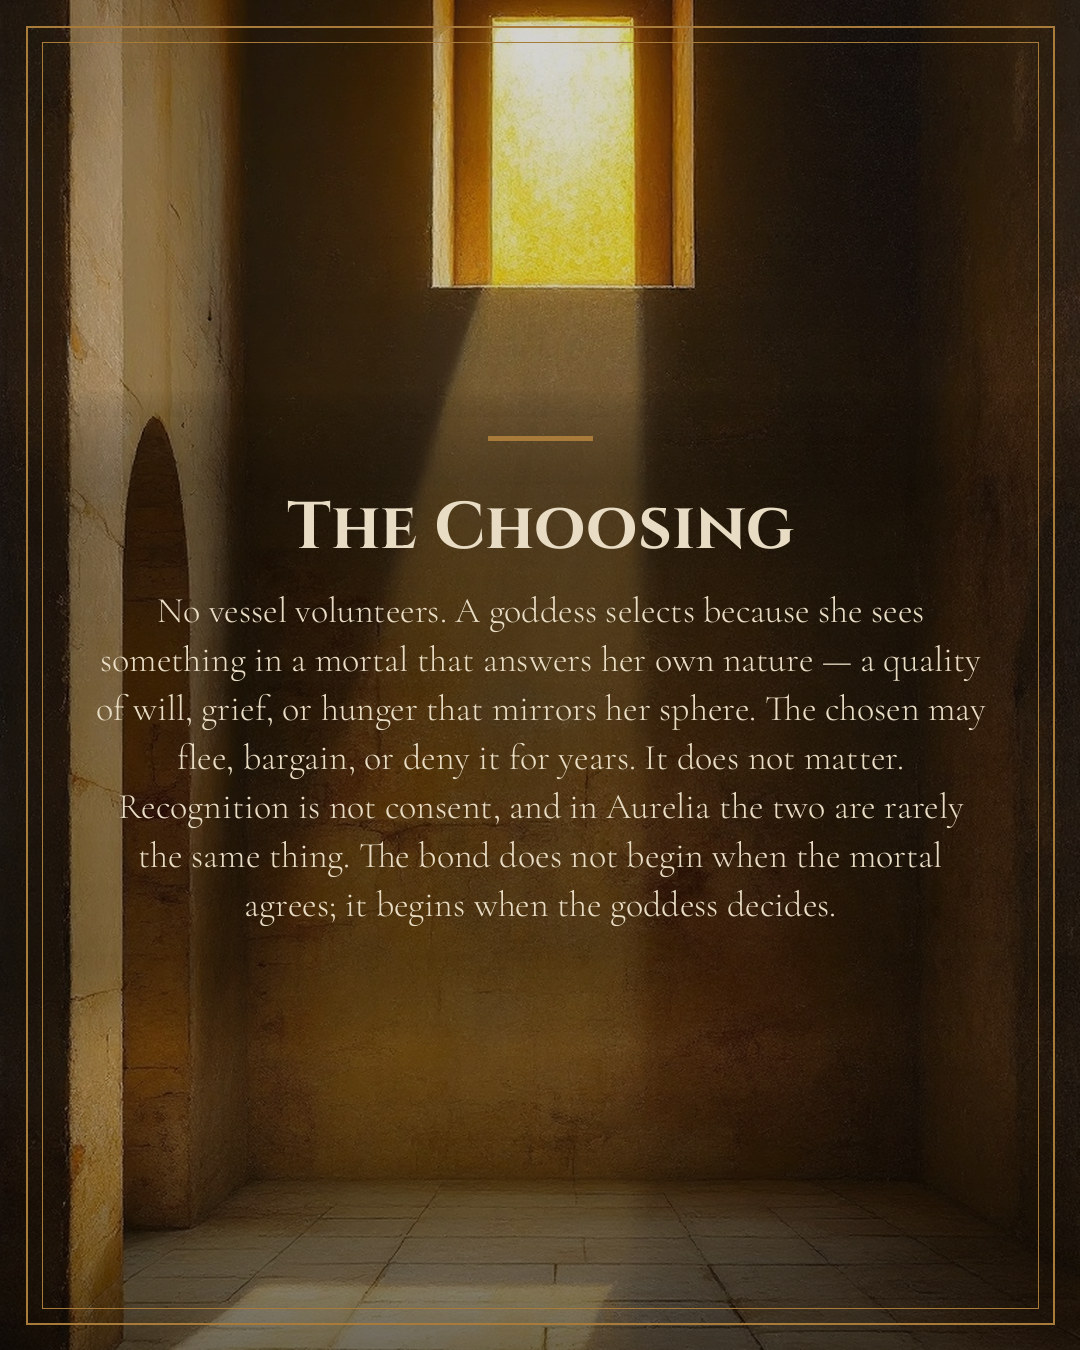 The Choosing
No vessel volunteers. A goddess selects because she sees
something in a mortal that answers her own nature — a quality
of will, grief, or hunger that mirrors her sphere. The chosen may
flee, bargain, or deny it for years. It does not matter.
Recognition is not consent, and in Aurelia the two are rarely
the same thing. The bond does not begin when the mortal
agrees; it begins when the goddess decides.